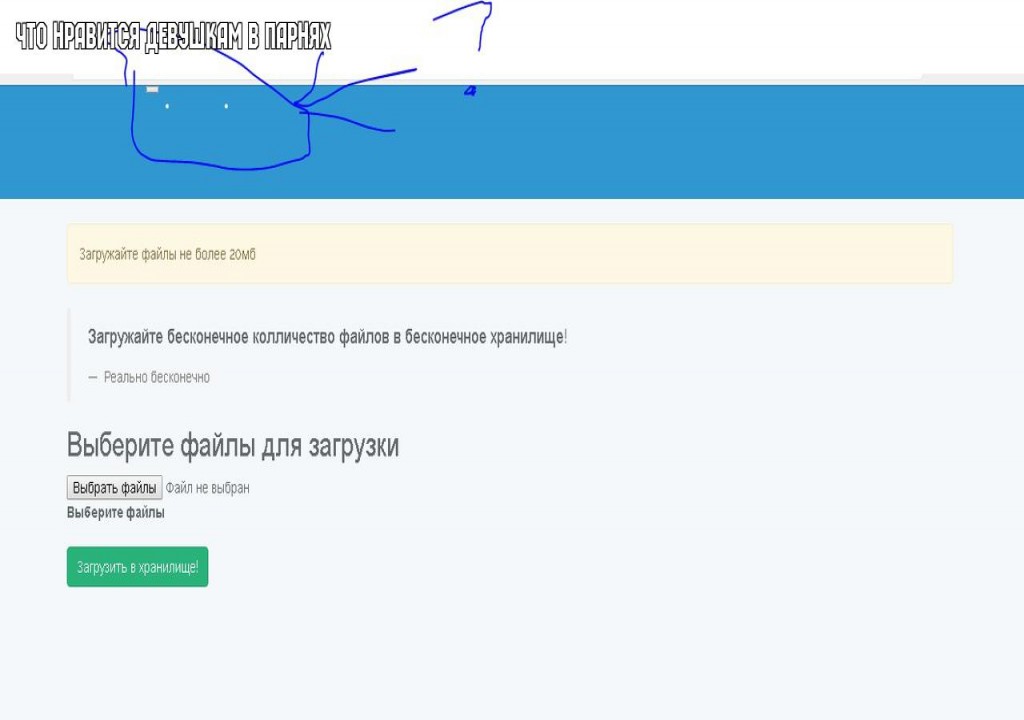 ЧТО НРАВИТСЯ ДЕВУШКАМ В ПАРНЯХ
Загружайте файлы не более 20мб
Загружайте бесконечное колличество файлов в бесконечное хранилище!
— Реально бесконечно
Выберите файлы для загрузки
Выбрать файлы Файл не выбран
Выберите файлы
Загрузить в хранилище!